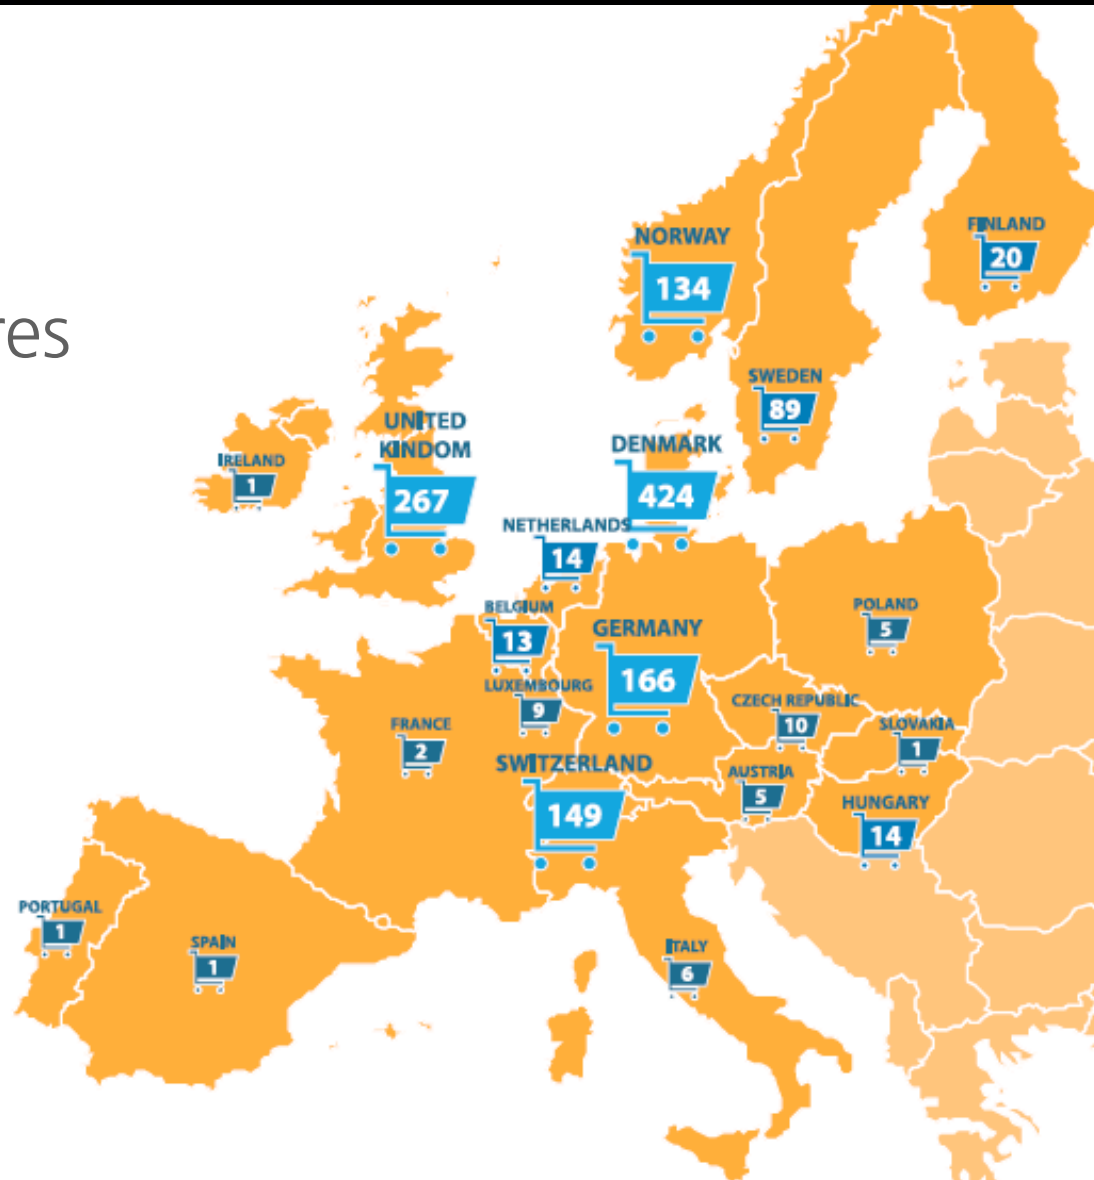 res
NORWAY
134
FINLAND
20
SWEDEN
89
UNITED
KINDOM
267
DENMARK
424
IRELAND
1
NETHERLANDS
14
BELGIUM
13
GERMANY
166
POLAND
5
LUXEMBOURG
9
CZECH REPUBLIC
10
FRANCE
2
SLOVAKIA
1
SWITZERLAND
149
AUSTRIA
5
HUNGARY
14
PORTUGAL
1
SPAIN
1
ITALY
6